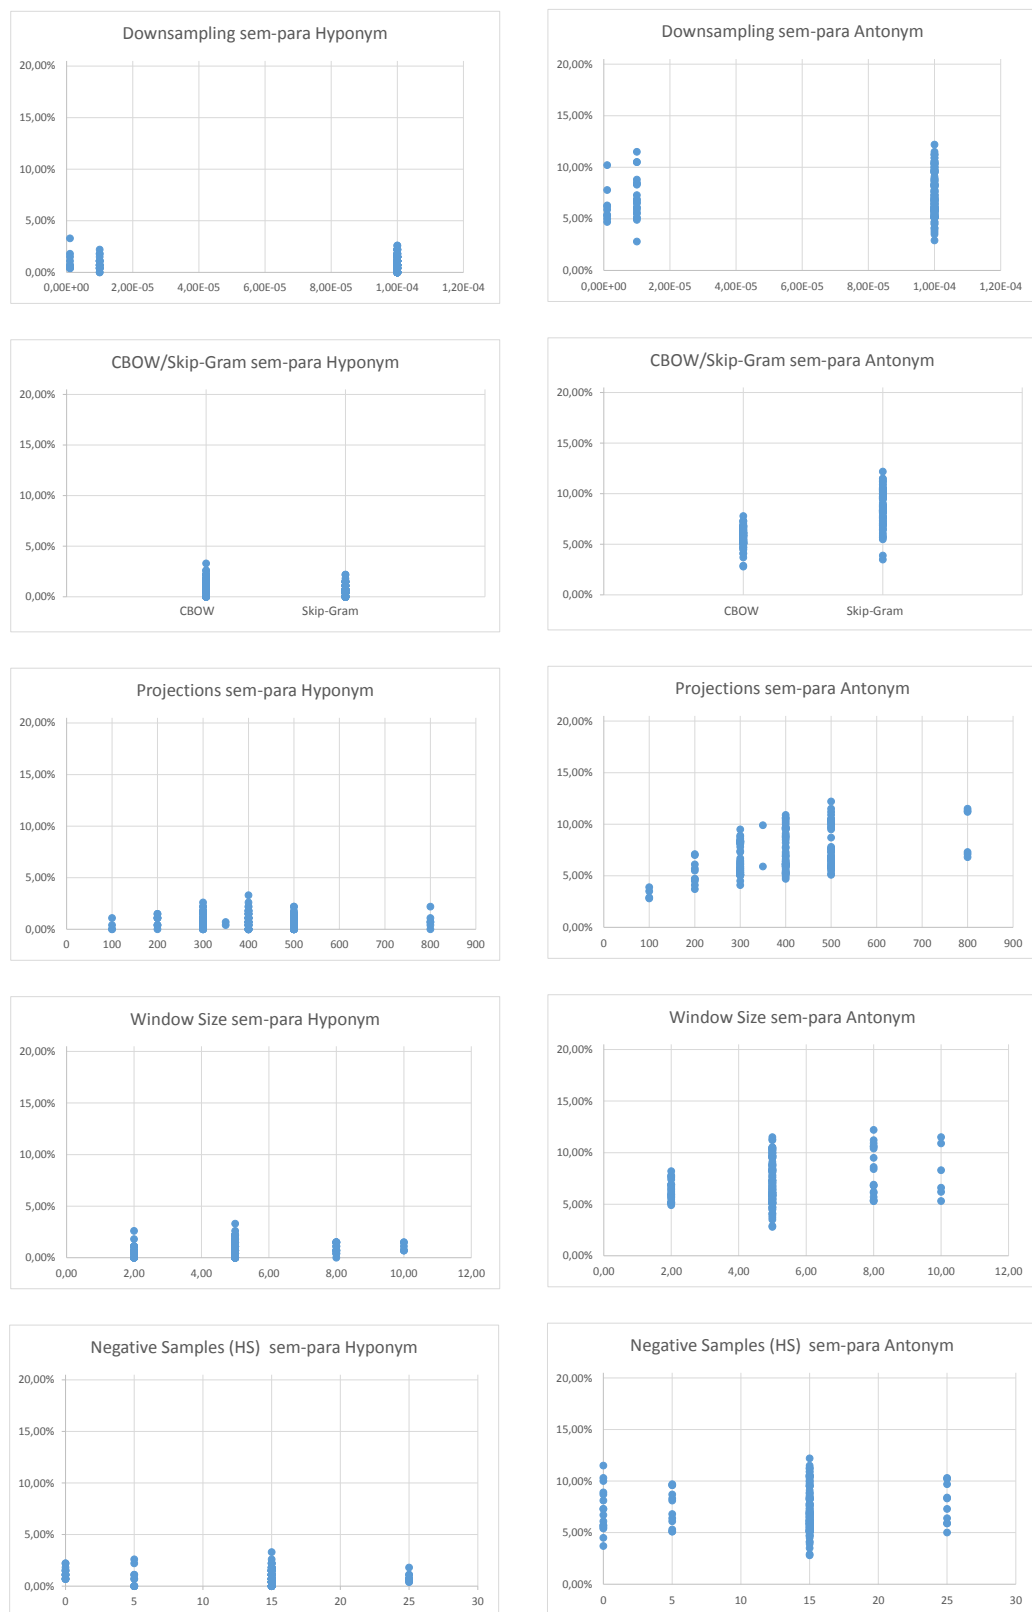 Downsampling sem-para Hyponym
20,00%
15,00%
10,00%
5,00%
0,00%
0,00E+00 2,00E-05 4,00E-05 6,00E-05 8,00E-05 1,00E-04 1,20E-04
Downsampling sem-para Antonym
20,00%
15,00%
10,00%
5,00%
0,00%
0,00E+00 2,00E-05 4,00E-05 6,00E-05 8,00E-05 1,00E-04 1,20E-04
CBOW/Skip-Gram sem-para Hyponym
20,00%
15,00%
10,00%
5,00%
0,00%
CBOW Skip-Gram
CBOW/Skip-Gram sem-para Antonym
20,00%
15,00%
10,00%
5,00%
0,00%
CBOW Skip-Gram
Projections sem-para Hyponym
20,00%
15,00%
10,00%
5,00%
0,00%
0 100 200 300 400 500 600 700 800 900
Projections sem-para Antonym
20,00%
15,00%
10,00%
5,00%
0,00%
0 100 200 300 400 500 600 700 800 900
Window Size sem-para Hyponym
20,00%
15,00%
10,00%
5,00%
0,00%
0,00 2,00 4,00 6,00 8,00 10,00 12,00
Window Size sem-para Antonym
20,00%
15,00%
10,00%
5,00%
0,00%
0,00 2,00 4,00 6,00 8,00 10,00 12,00
Negative Samples (HS) sem-para Hyponym
20,00%
15,00%
10,00%
5,00%
0,00%
0 5 10 15 20 25 30
Negative Samples (HS) sem-para Antonym
20,00%
15,00%
10,00%
5,00%
0,00%
0 5 10 15 20 25 30